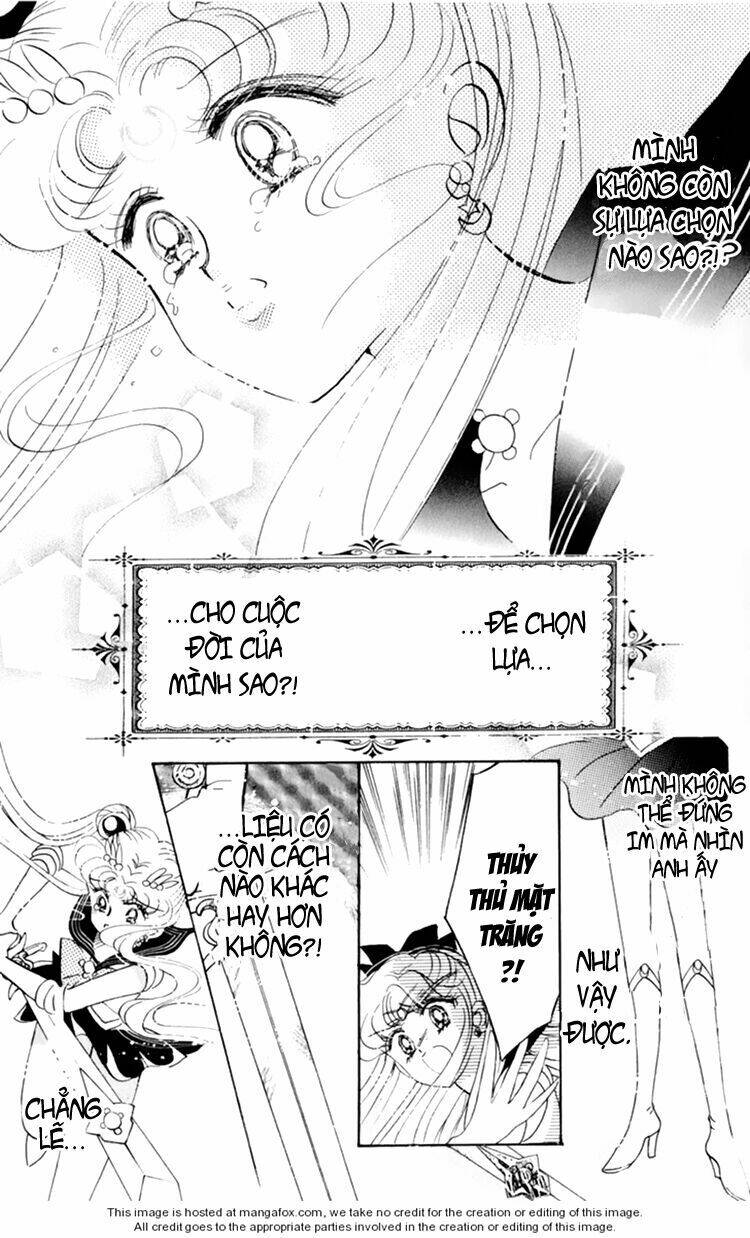 MÌNH
KHÔNG CÒN
SỰ LỰA CHỌN
NÀO SAO?!?
...ĐỂ CHỌN
LỰA...
...CHO CUỘC
ĐỜI CỦA
MÌNH SAO?!
MÌNH KHÔNG
THỂ ĐỨNG
IM MÀ NHÌN
ANH ẤY
NHƯ
VẬY
ĐƯỢC.
THỦY
THỦ MẶT
TRĂNG
?!
...LIỆU CÓ
CÒN CÁCH
NÀO KHÁC
HAY HƠN
KHÔNG?!
CHẲNG
LẼ...
This image is hosted at mangafox.com, we take no credit for the creation or editing of this image.
All credit goes to the appropriate parties involved in the creation or editing of this image.